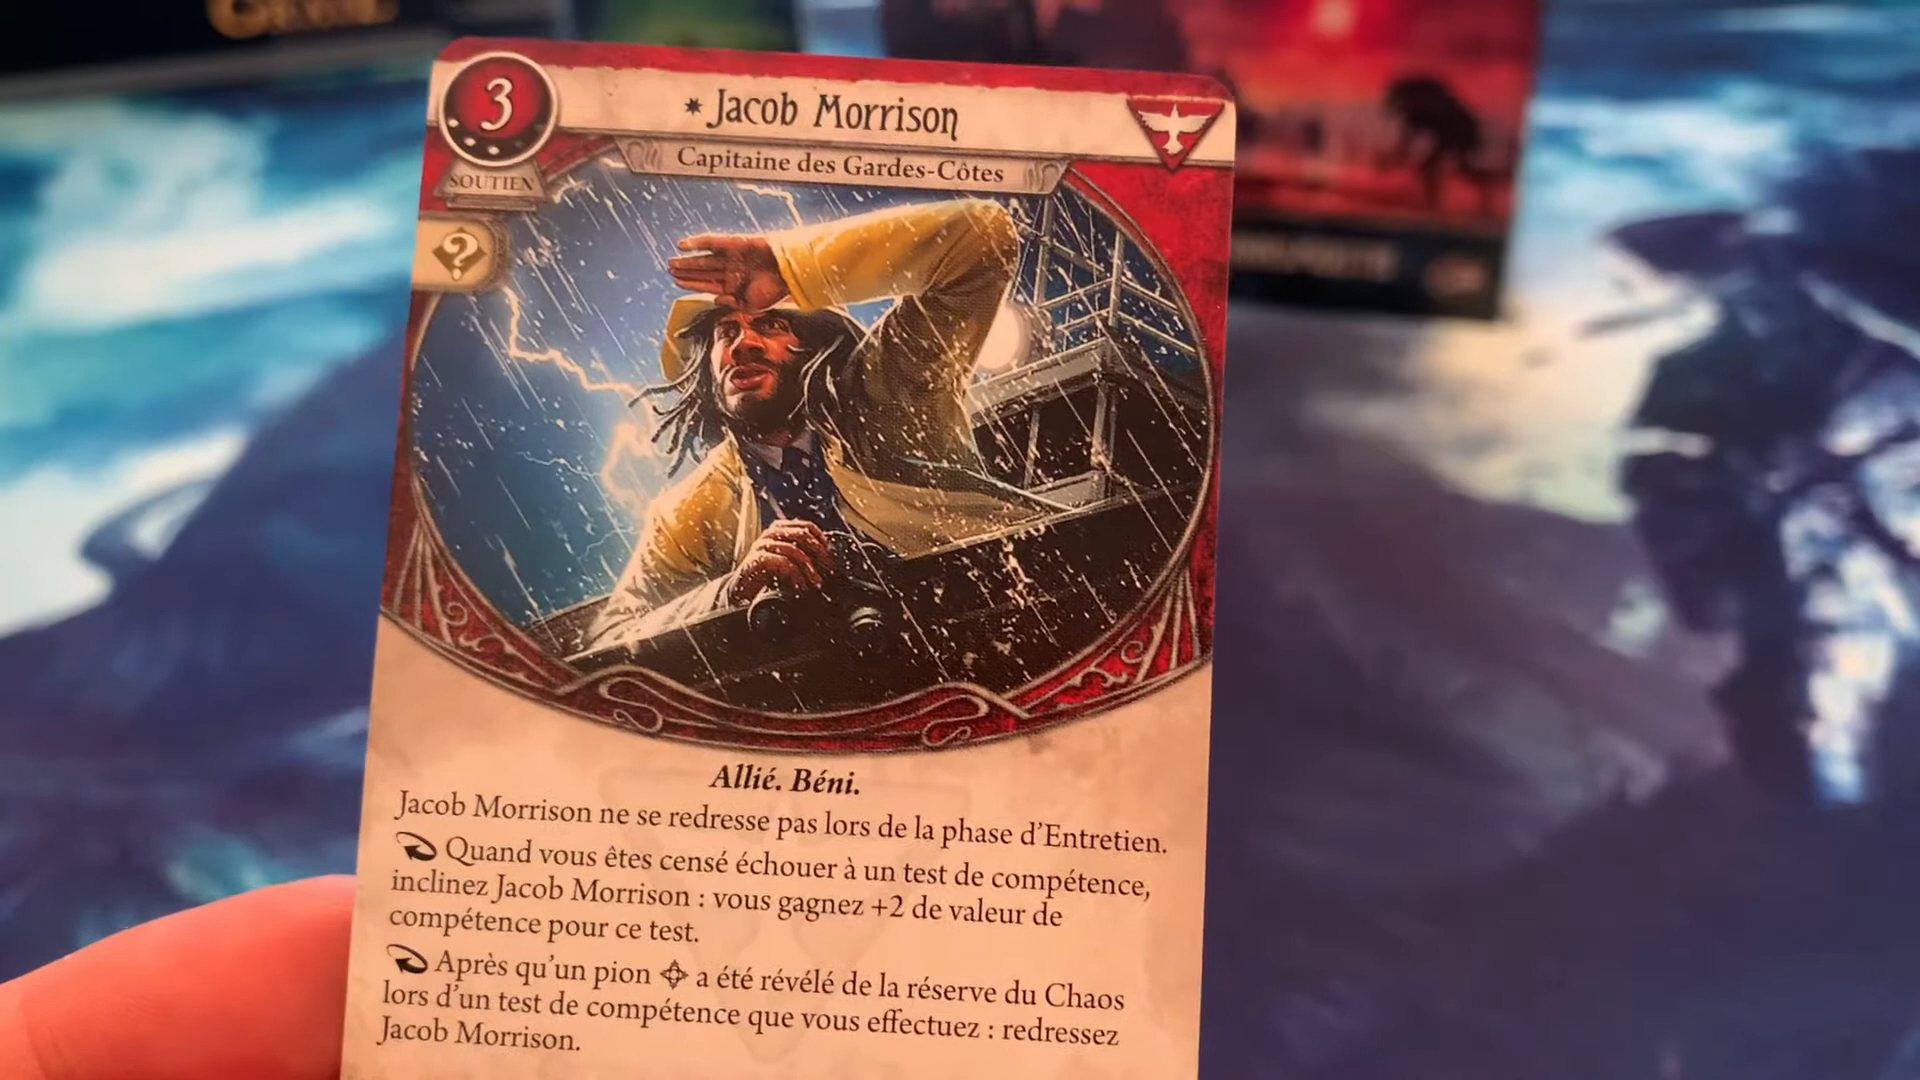 3
Jacob Morrison
Capitaine des Gardes-Côtes
SOUTIEN
?
Allié. Béni.
Jacob Morrison ne se redresse pas lors de la phase d'Entretien.
Quand vous êtes censé échouer à un test de compétence,
inclinez Jacob Morrison : vous gagnez +2 de valeur de
compétence pour ce test.
Après qu'un pion a été révélé de la réserve du Chaos
lors d'un test de compétence que vous effectuez : redressez
Jacob Morrison.